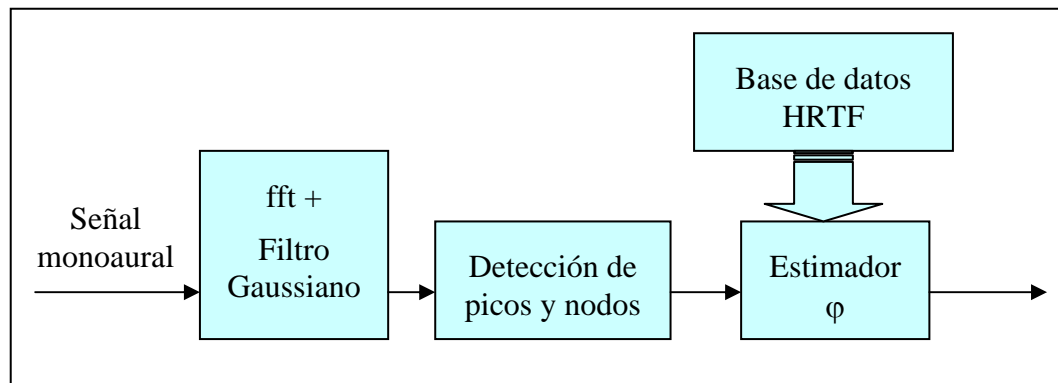 Base de datos
HRTF
Señal
monoaural
fft +
Filtro
Gaussiano
Detección de
picos y nodos
Estimador
φ